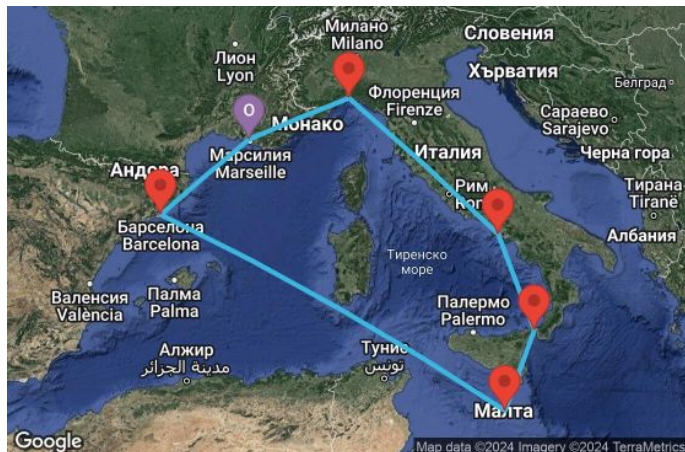 Милано
Milano
Словения
Лион
Lyon
Хърватия
Белград
Флоренция
Firenze
Сараево
Sarajevo
O
Монако
Марсилия
Marseille
Италия
Черна гора
Андора
Рим
Тирана
Tiranë
Барселона
Barcelona
Албания
Тиренско
море
Валенсия
València
Палма
Palma
Палермо
Palermo
Алжир
مدينة الجزائر
Тунис
تونس
Малта
Google
Map data ©2024 Imagery ©2024 TerraMetrics